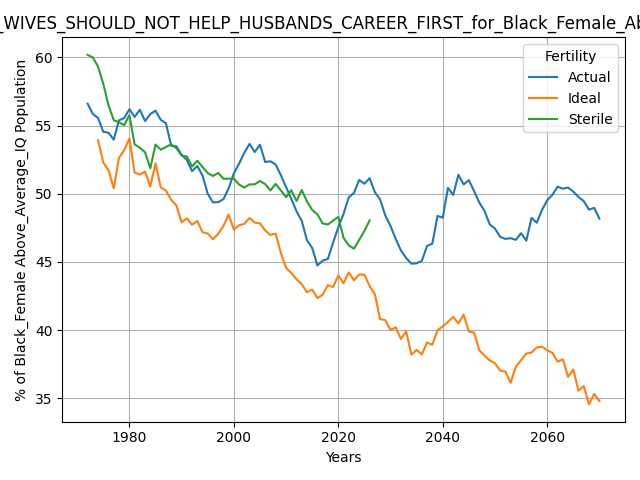 _WIVES_SHOULD_NOT_HELP_HUSBANDS_CAREER_FIRST_for_Black_Female_Ab
Fertility
Actual
Ideal
Sterile
% of Black_Female Above_Average_IQ Population
60
55
50
45
40
35
1980
2000
2020
2040
2060
Years